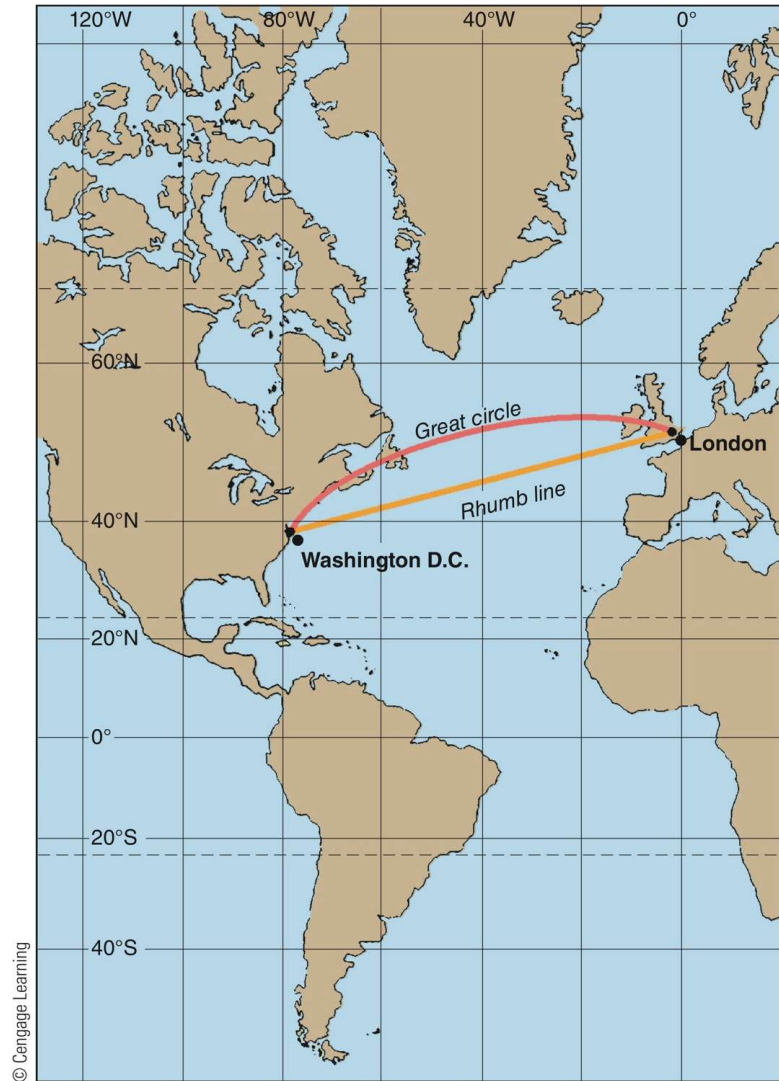 120°W 80°W 40°W 0°
60°N
Great circle
London
Rhumb line
40°N
Washington D.C.
20°N
0°
20°S
40°S
© Cengage Learning